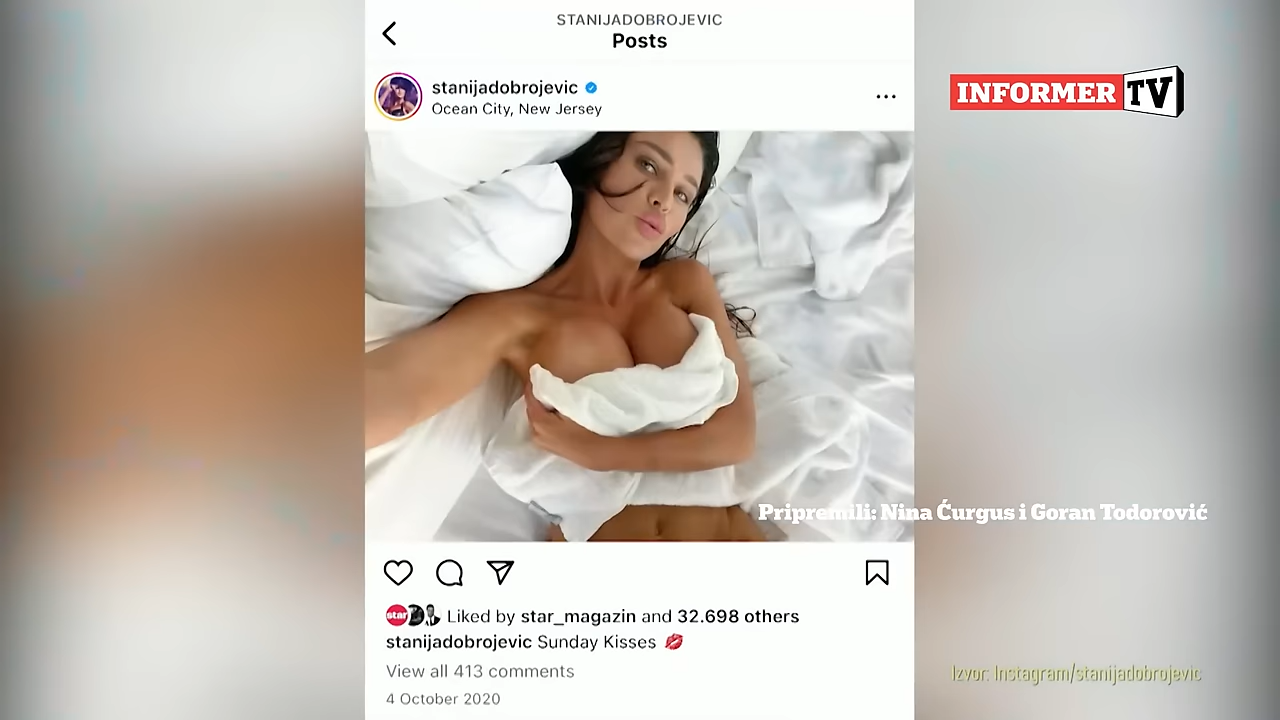 STANIJADOBROJEVIC
Posts
stanijadobrojevic
Ocean City, New Jersey
INFORMER TV
Pripremili: Nina Ćurgus i Goran Todorović
star Liked by star_magazin and 32.698 others
stanijadobrojevic Sunday Kisses 💋
View all 413 comments
4 October 2020
Izvor: Instagram/stanijadobrojevic